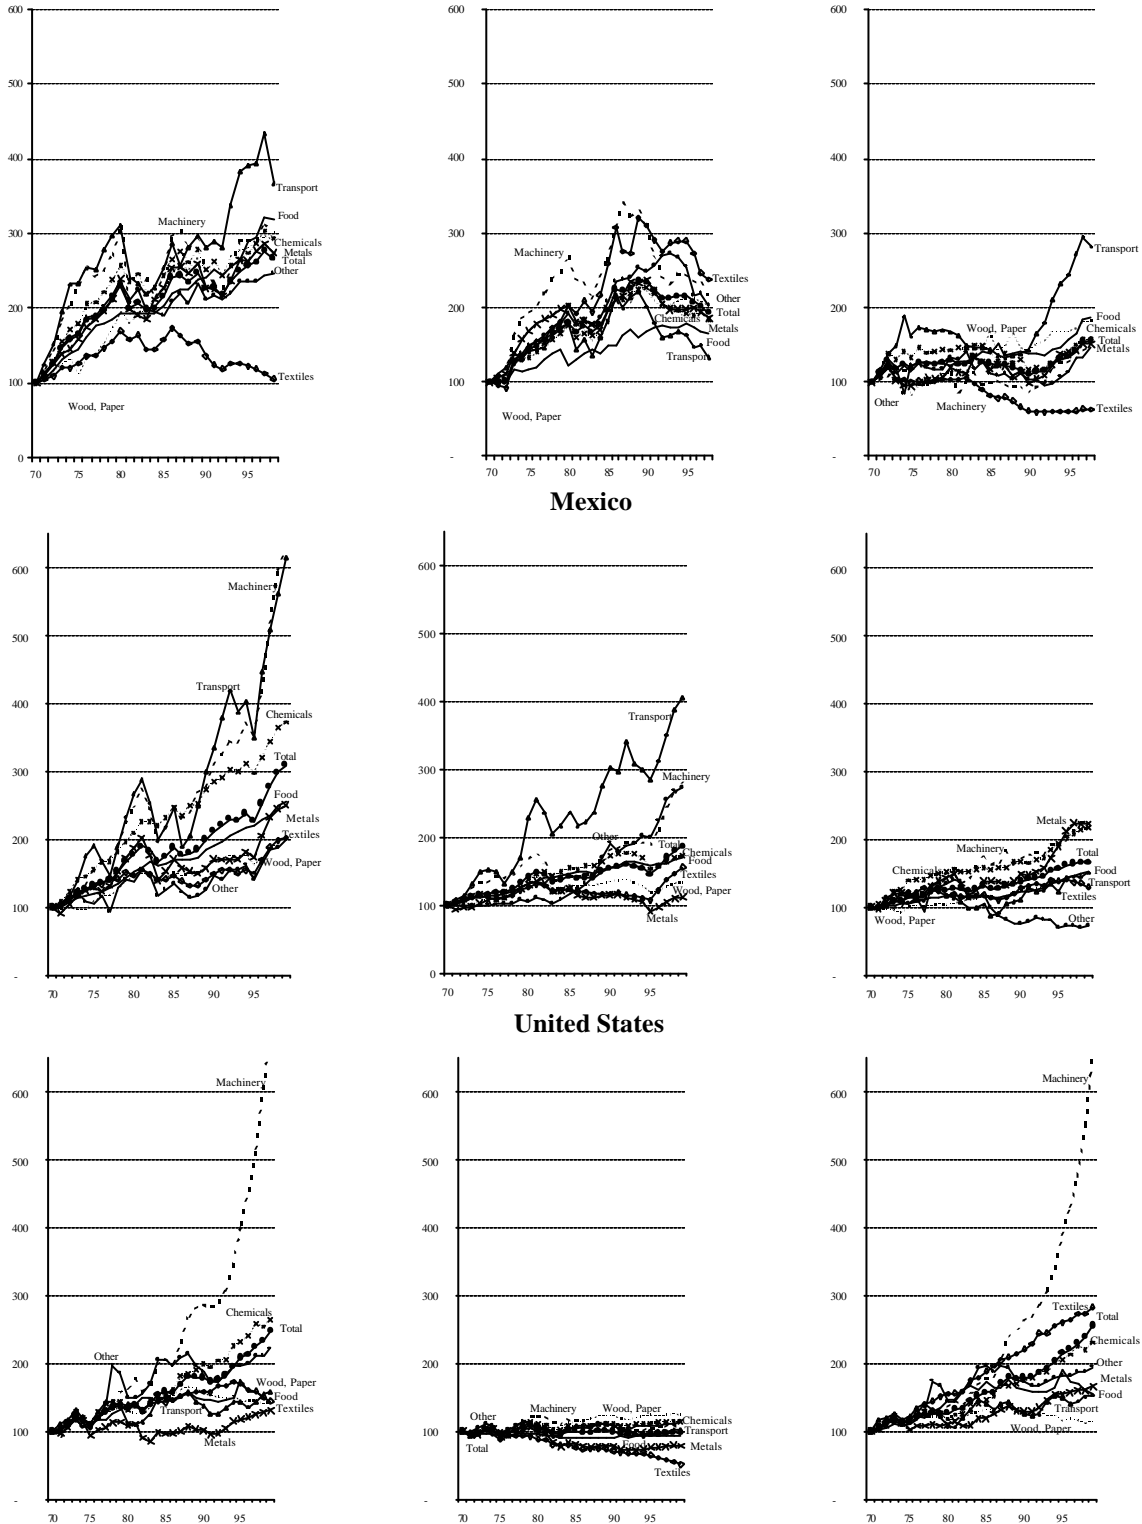 600
500
400
300
200
100
0
Transport
Machinery
Food
Chemicals
Metals
Total
Other
Textiles
Wood, Paper
70 75 80 85 90 95
600
500
400
300
200
100
-
Machinery
Textiles
Other
Total
Chemicals
Metals
Food
Transport
Wood, Paper
70 75 80 85 90 95
600
500
400
300
200
100
-
Transport
Food
Wood, Paper
Chemicals
Total
Metals
Other
Machinery
Textiles
70 75 80 85 90 95
Mexico
600
500
400
300
200
100
-
Machinery
Transport
Chemicals
Total
Food
Metals
Textiles
Wood, Paper
Other
70 75 80 85 90 95
600
500
400
300
200
100
0
Transport
Machinery
Other
Total
Chemicals
Food
Textiles
Wood, Paper
Metals
70 75 80 85 90 95
600
500
400
300
200
100
-
Metals
Machinery
Total
Chemicals
Food
Transport
Textiles
Wood, Paper
Other
70 75 80 85 90 95
United States
600
500
400
300
200
100
-
Machinery
Chemicals
Total
Other
Wood, Paper
Food
Transport
Textiles
Metals
70 75 80 85 90 95
600
500
400
300
200
100
-
Other
Machinery
Wood, Paper
Chemicals
Transport
Total
Food
Metals
Textiles
70 75 80 85 90 95
600
500
400
300
200
100
-
Machinery
Textiles
Total
Chemicals
Other
Metals
Food
Transport
Wood, Paper
70 75 80 85 90 95